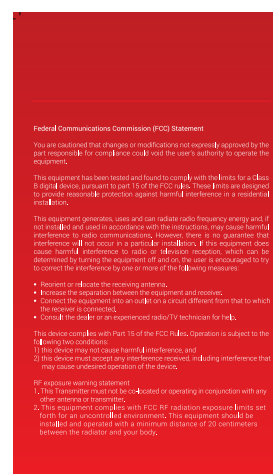 Federal Communications Commission (FCC) Statement
You are cautioned that changes or modifications not expressly approved by the
part responsible for compliance could void the user's authority to operate the
equipment.
This equipment has been tested and found to comply with the limits for a Class
B digital device, pursuant to part 15 of the FCC rules. These limits are designed
to provide reasonable protection against harmful interference in a residential
installation.
This equipment generates, uses and can radiate radio frequency energy and, if
not installed and used in accordance with the instructions, may cause harmful
interference to radio communications. However, there is no guarantee that
interference will not occur in a particular installation. If this equipment does
cause harmful interference to radio or television reception, which can be
determined by turning the equipment off and on, the user is encouraged to try
to correct the interference by one or more of the following measures:
• Reorient or relocate the receiving antenna.
• Increase the separation between the equipment and receiver.
• Connect the equipment into an outlet on a circuit different from that to which
the receiver is connected.
• Consult the dealer or an experienced radio/TV technician for help.
This device complies with Part 15 of the FCC Rules. Operation is subject to the
following two conditions:
1) this device may not cause harmful interference, and
2) this device must accept any interference received, including interference that
may cause undesired operation of the device.
RF exposure warning statement
1. This Transmitter must not be co-located or operating in conjunction with any
other antenna or transmitter.
2. This equipment complies with FCC RF radiation exposure limits set
forth for an uncontrolled environment. This equipment should be
installed and operated with a minimum distance of 20 centimeters
between the radiator and your body.